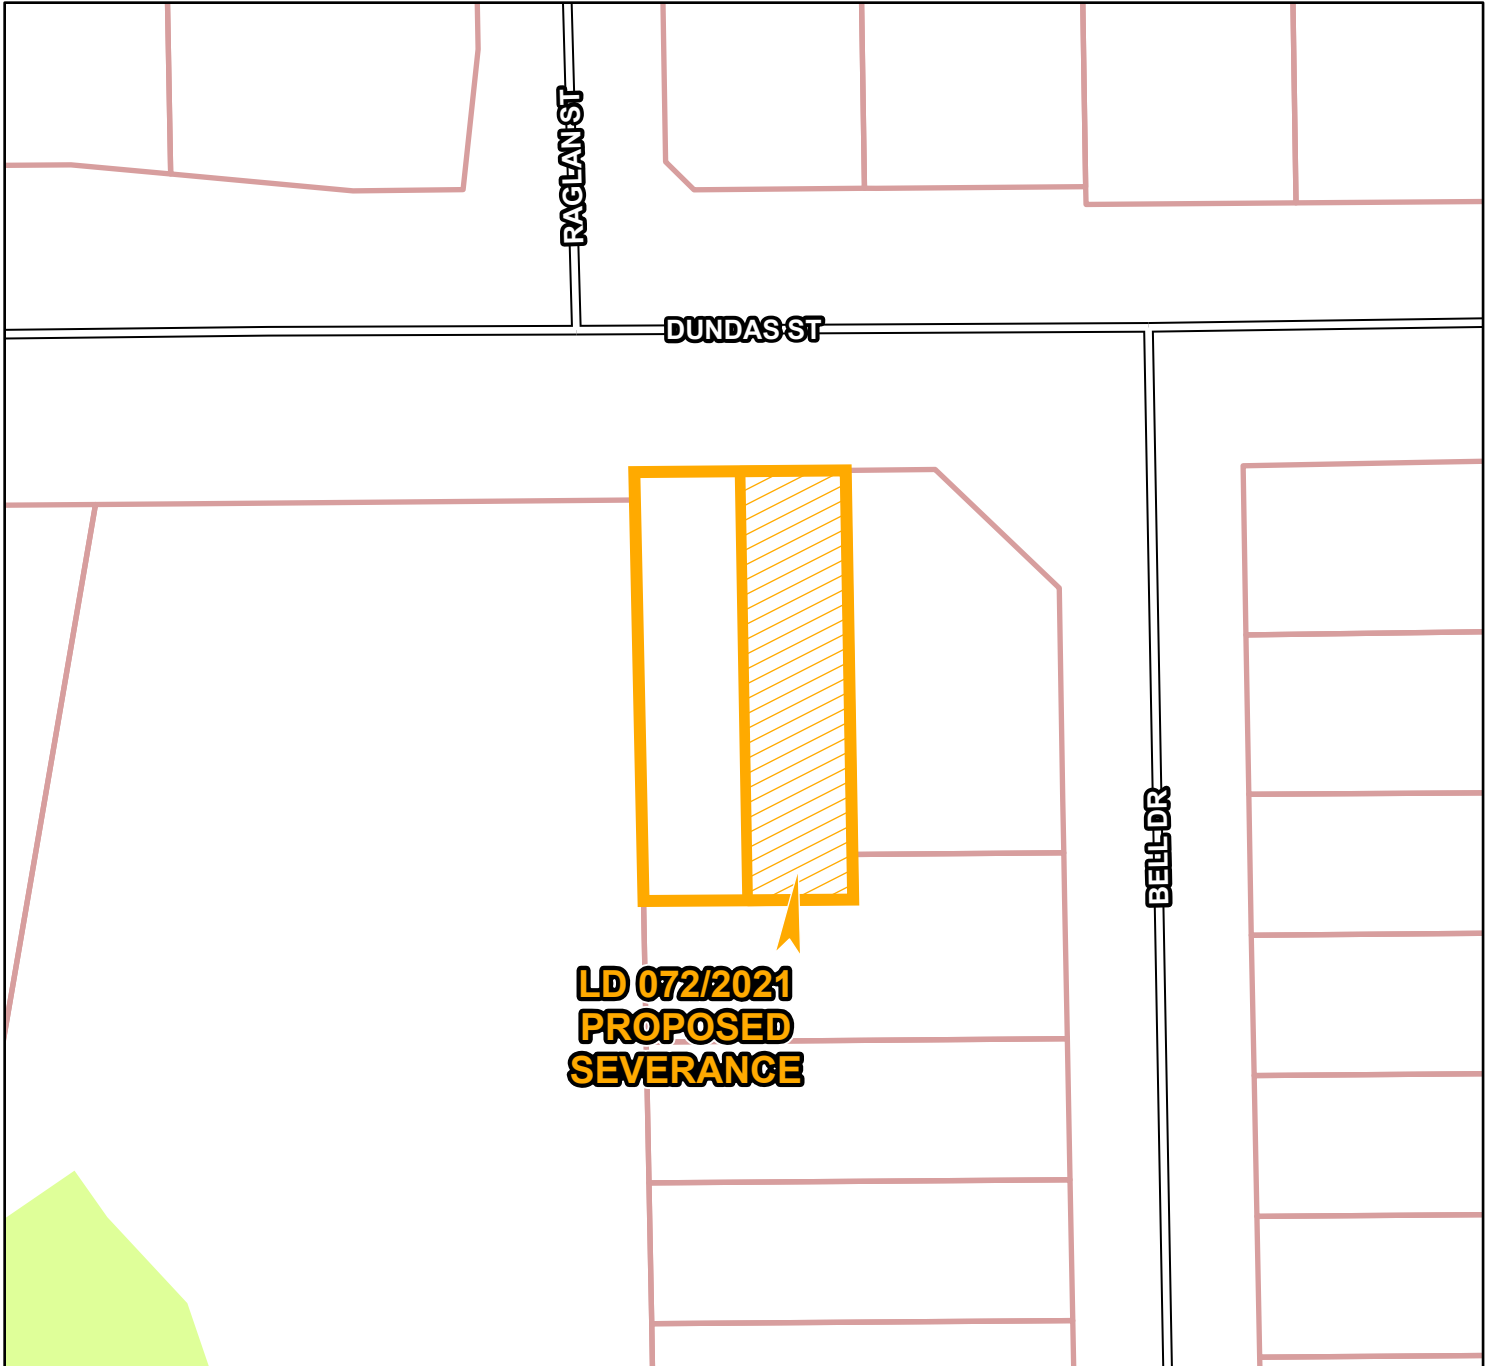 RAGLAN ST
DUNDAS ST
BELL DR
LD 072/2021
PROPOSED
SEVERANCE